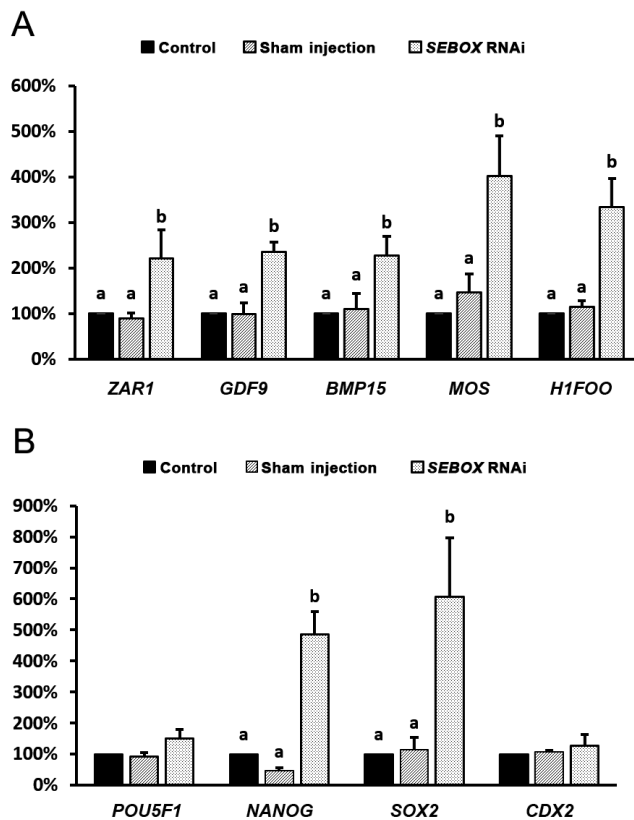 A
Control Sham injection SEBOX RNAi
600%
500%
400%
300%
200%
100%
0%
a a b a a b a a b a a b a a b
ZAR1 GDF9 BMP15 MOS H1FOO
B
Control Sham injection SEBOX RNAi
900%
800%
700%
600%
500%
400%
300%
200%
100%
0%
a a b a a b
POU5F1 NANOG SOX2 CDX2